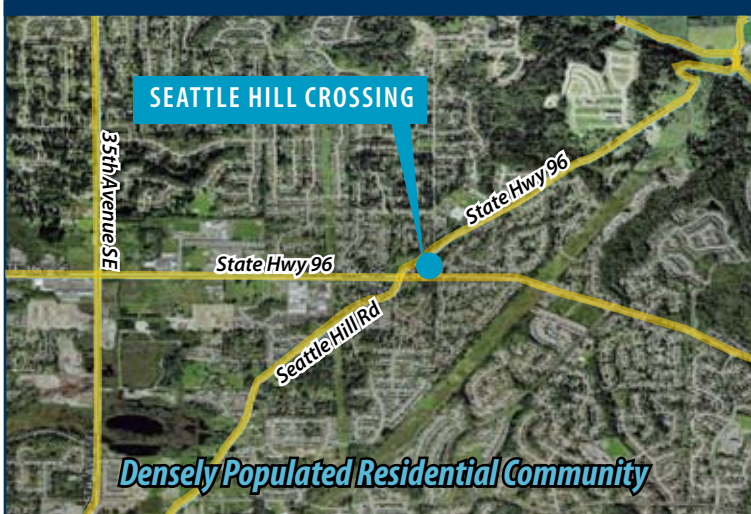 SEATTLE HILL CROSSING
35th Avenue SE
State Hwy 96
State Hwy 96
Seattle Hill Rd
Densely Populated Residential Community